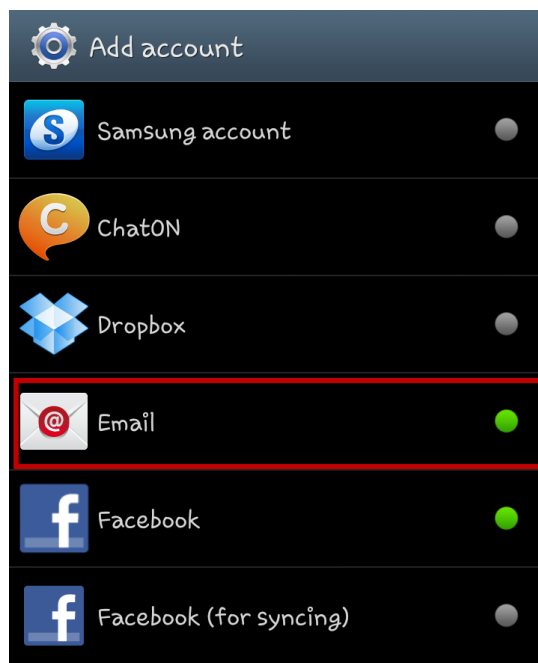 Add account
S Samsung account
C ChatON
Dropbox
@ Email
f Facebook
f Facebook (for syncing)